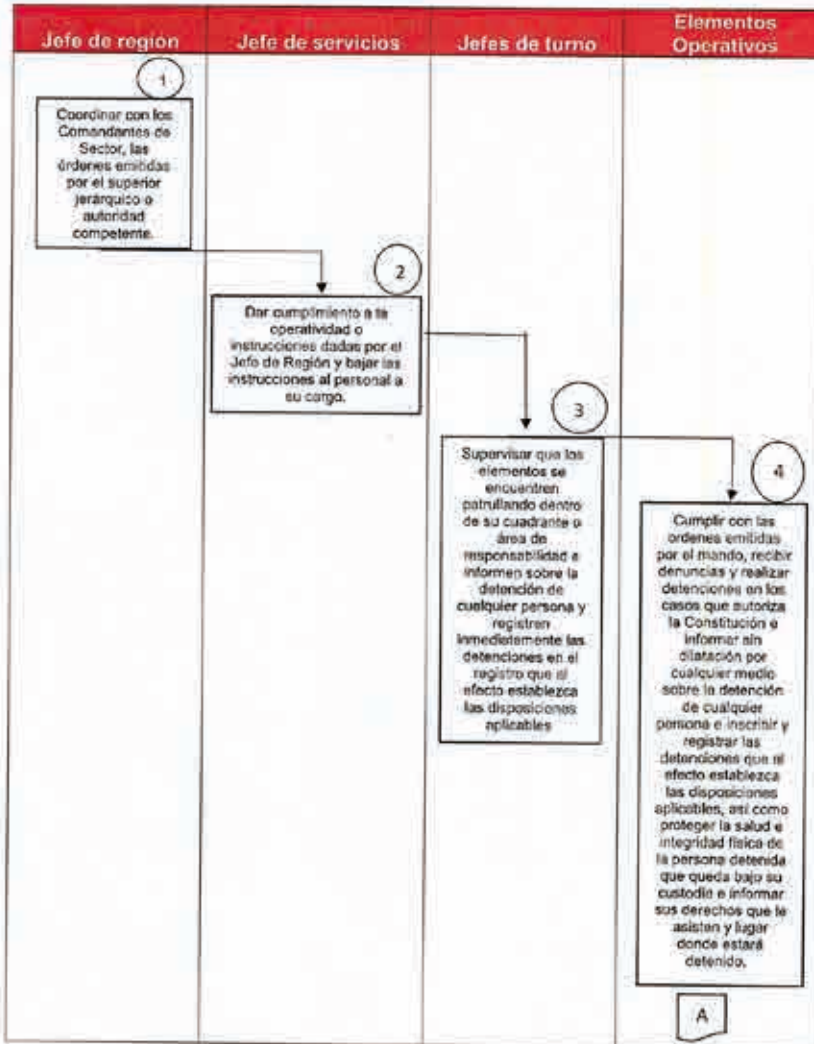 Jefe de región
Jefe de servicios
Jefes de turno
Elementos
Operativos
1
Coordinar con los
Comandantes de
Sector, las
órdenes emitidas
por el superior
jerárquico o
autoridad
competente.
2
Dar cumplimiento a la
operatividad o
instrucciones dadas por el
Jefe de Región y bajar las
instrucciones al personal a
su cargo.
3
Supervisar que los
elementos se
encuentren
patrullando dentro
de su cuadrante o
área de
responsabilidad e
informen sobre la
detención de
cualquier persona y
registren
inmediatamente las
detenciones en el
registro que al
efecto establezca
las disposiciones
aplicables
4
Cumplir con las
ordenes emitidas
por el mando, recibir
denuncias y realizar
detenciones en los
casos que autoriza
la Constitución e
informar sin
dilatación por
cualquier medio
sobre la detención
de cualquier
persona e inscribir y
registrar las
detenciones que al
efecto establezca
las disposiciones
aplicables, así como
proteger la salud e
integridad física de
la persona detenida
que queda bajo su
custodia e informar
sus derechos que le
asisten y lugar
donde estará
detenido.
A